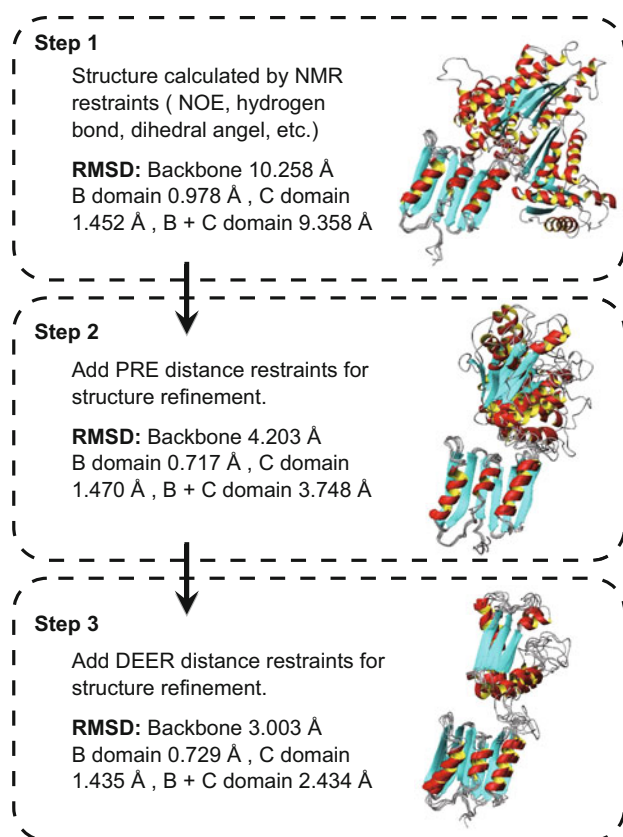 Step 1
Structure calculated by NMR
restraints ( NOE, hydrogen
bond, dihedral angel, etc.)
RMSD: Backbone 10.258 Å
B domain 0.978 Å , C domain
1.452 Å , B + C domain 9.358 Å
Step 2
Add PRE distance restraints for
structure refinement.
RMSD: Backbone 4.203 Å
B domain 0.717 Å , C domain
1.470 Å , B + C domain 3.748 Å
Step 3
Add DEER distance restraints for
structure refinement.
RMSD: Backbone 3.003 Å
B domain 0.729 Å , C domain
1.435 Å , B + C domain 2.434 Å